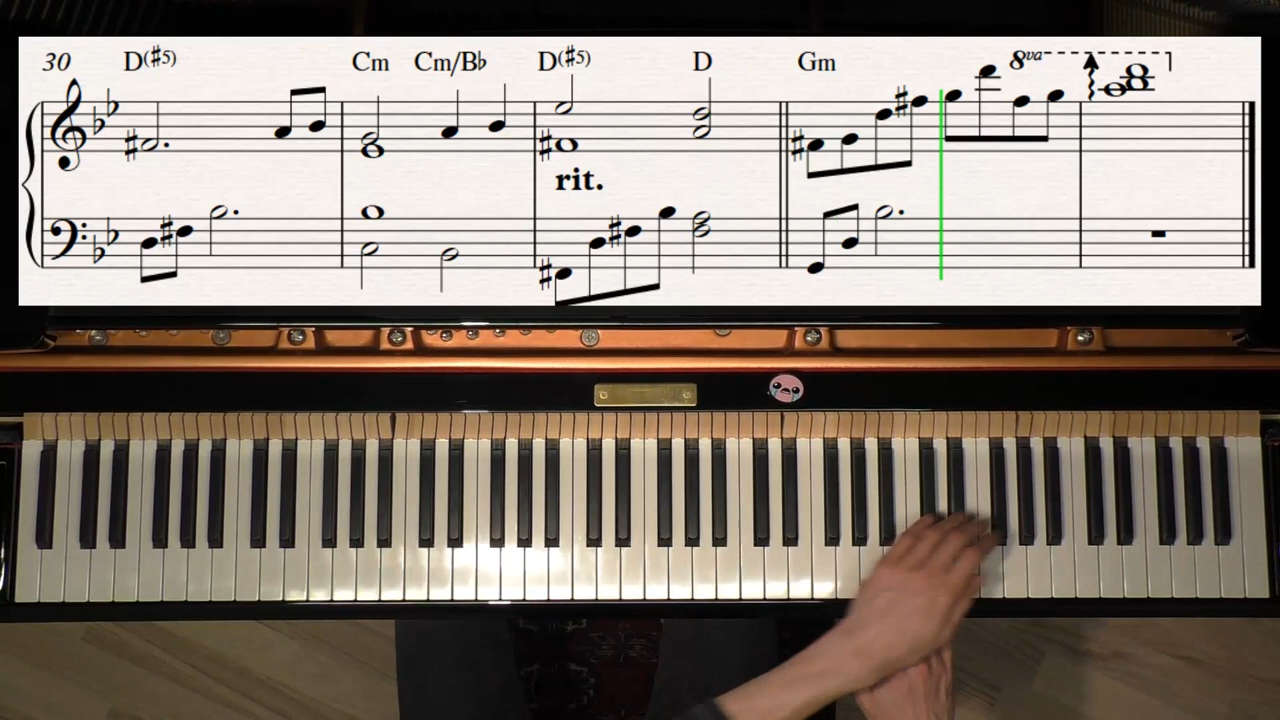 30 D(♯5) Cm Cm/B♭ D(♯5) D Gm 8va
rit.